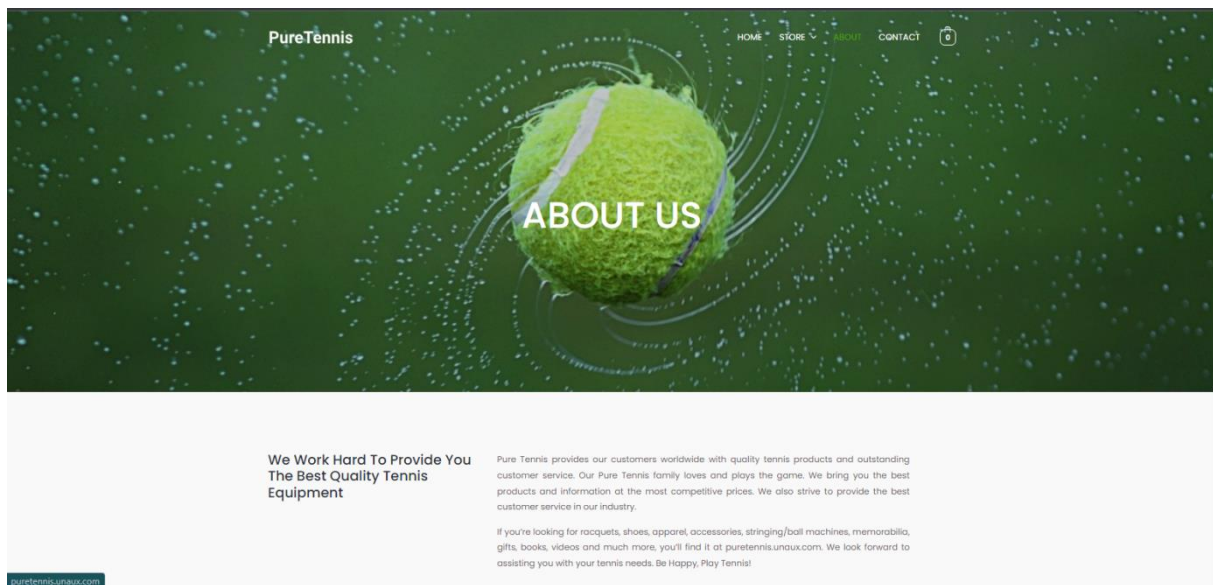 PureTennis
HOME STORE ABOUT CONTACT 0
ABOUT US
We Work Hard To Provide You
The Best Quality Tennis
Equipment
Pure Tennis provides our customers worldwide with quality tennis products and outstanding
customer service. Our Pure Tennis family loves and plays the game. We bring you the best
products and information at the most competitive prices. We also strive to provide the best
customer service in our industry.
If you're looking for racquets, shoes, apparel, accessories, stringing/ball machines, memorabilia,
gifts, books, videos and much more, you'll find it at puretennis.unaux.com. We look forward to
assisting you with your tennis needs. Be Happy, Play Tennis!
puretennis.unaux.com